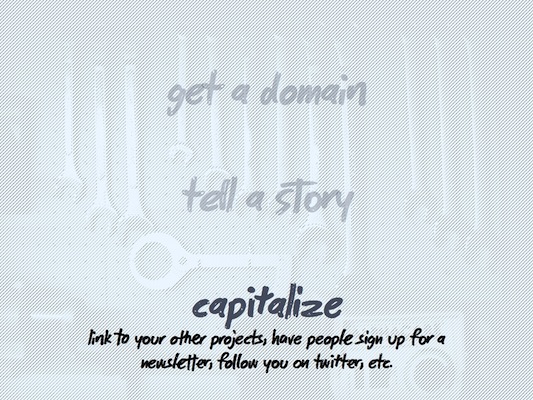 get a domain
tell a story
capitalize
link to your other projects, have people sign up for a
newsletter, follow you on twitter, etc.